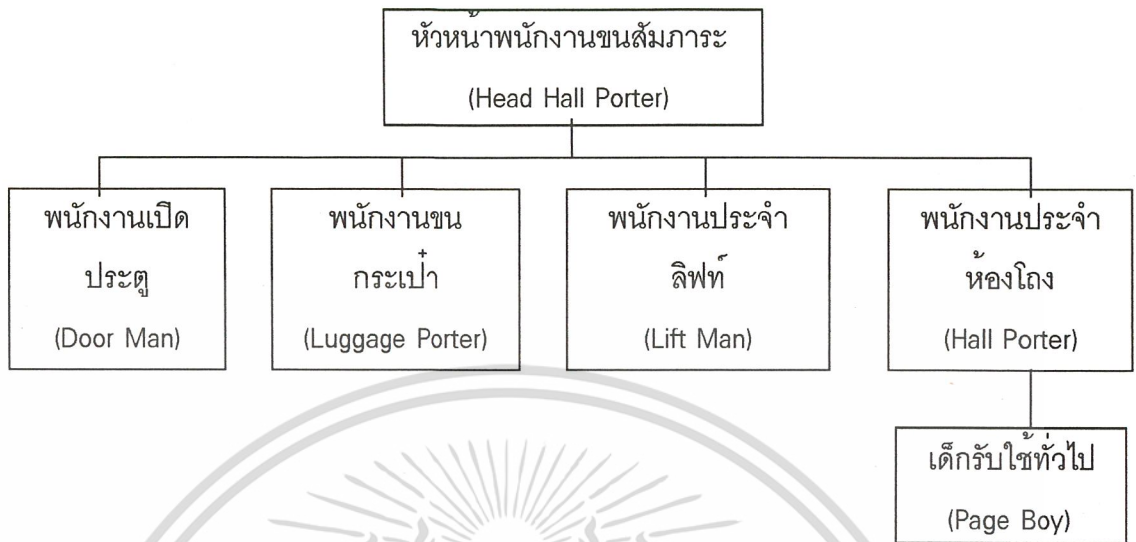 หัวหน้าพนักงานขนสัมภาระ
(Head Hall Porter)
พนักงานเปิด
ประตู
(Door Man)
พนักงานขน
กระเป๋า
(Luggage Porter)
พนักงานประจำ
ลิฟท์
(Lift Man)
พนักงานประจำ
ห้องโถง
(Hall Porter)
เด็กรับใช้ทั่วไป
(Page Boy)